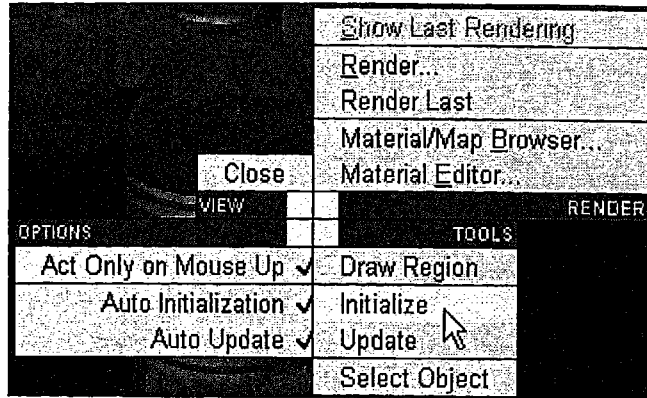 Show Last Rendering
Render...
Render Last
Material/Map Browser...
Material Editor...
Close
VIEW
RENDER
OPTIONS
TOOLS
Act Only on Mouse Up ✓
Auto Initialization ✓
Auto Update ✓
Draw Region
Initialize
Update
Select Object